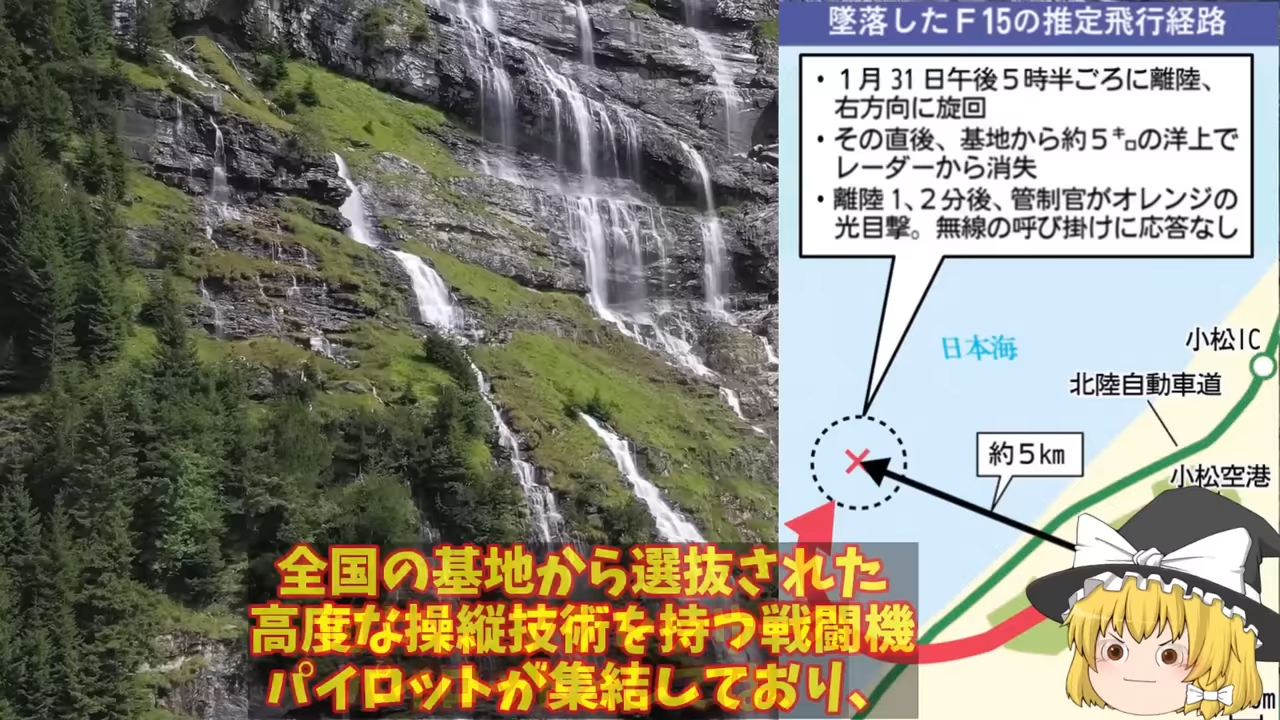 墜落したF15の推定飛行経路
・1月31日午後5時半ごろに離陸、
右方向に旋回
・その直後、基地から約5㌔の洋上で
レーダーから消失
・離陸1、2分後、管制官がオレンジの
光目撃。無線の呼び掛けに応答なし
日本海
小松IC
北陸自動車道
約5km
小松空港
全国の基地から選抜された
高度な操縦技術を持つ戦闘機
パイロットが集結しており、